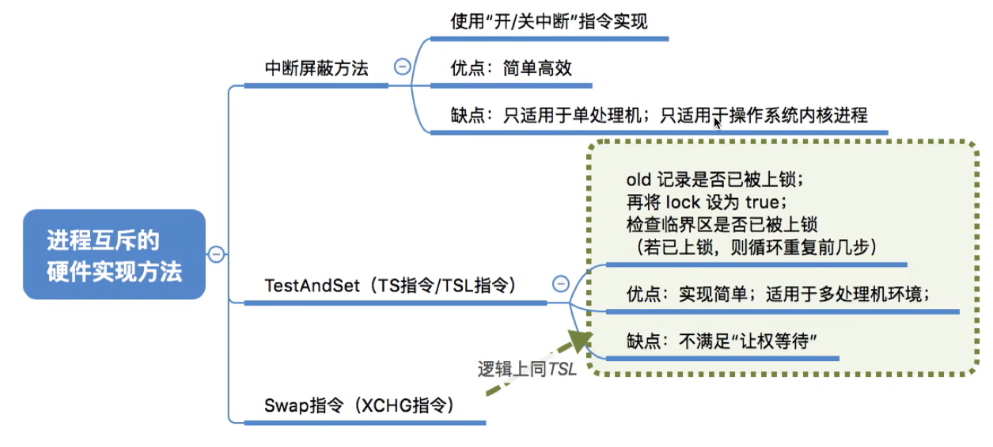 进程互斥的
硬件实现方法
中断屏蔽方法
使用“开/关中断”指令实现
优点：简单高效
缺点：只适用于单处理机；只适用于操作系统内核进程
TestAndSet（TS指令/TSL指令）
old 记录是否已被上锁；
再将 lock 设为 true；
检查临界区是否已被上锁
（若已上锁，则循环重复前几步）
优点：实现简单；适用于多处理机环境；
缺点：不满足“让权等待”
逻辑上同TSL
Swap指令（XCHG指令）